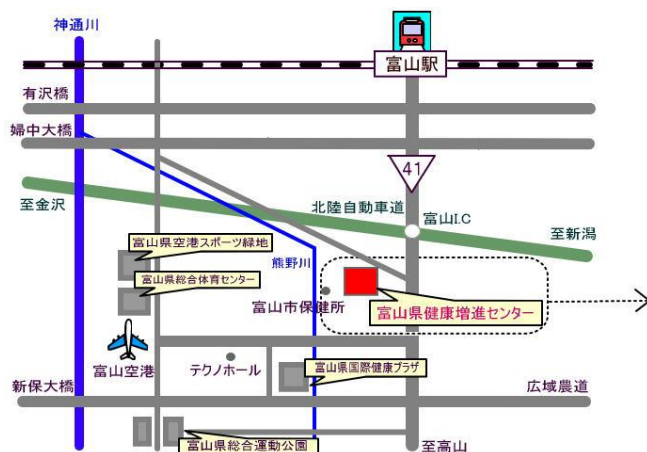 神通川
富山駅
有沢橋
婦中大橋
41
至金沢
北陸自動車道
富山I.C
至新潟
富山県空港スポーツ緑地
熊野川
富山県総合体育センター
富山市保健所
富山県健康増進センター
富山空港
テクノホール
富山県国際健康プラザ
新保大橋
広域農道
富山県総合運動公園
至高山